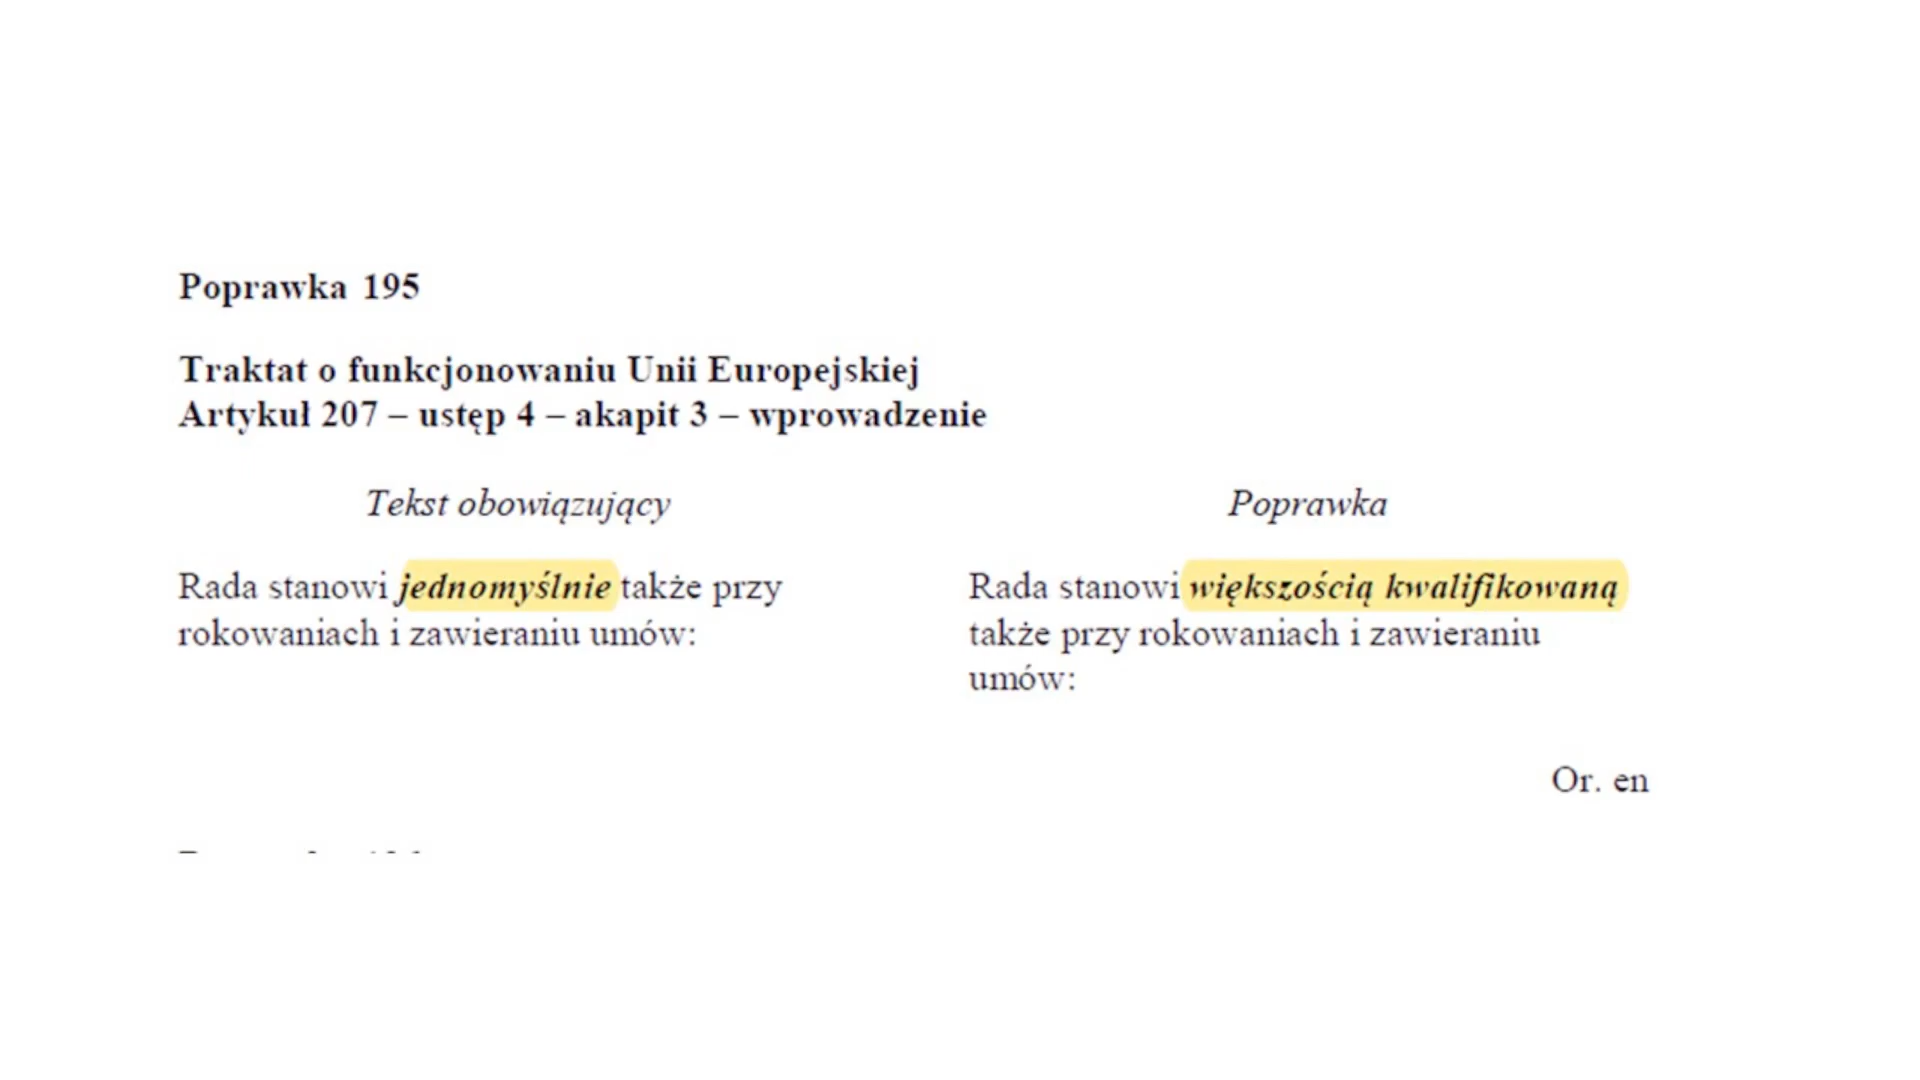 Poprawka 195
Traktat o funkcjonowaniu Unii Europejskiej
Artykuł 207 – ustęp 4 – akapit 3 – wprowadzenie
Tekst obowiązujący
Poprawka
Rada stanowi jednomyślnie także przy
rokowaniach i zawieraniu umów:
Rada stanowi większością kwalifikowaną
także przy rokowaniach i zawieraniu
umów:
Or. en